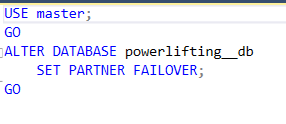 USE master;
GO
ALTER DATABASE powerlifting__db
    SET PARTNER FAILOVER;
GO